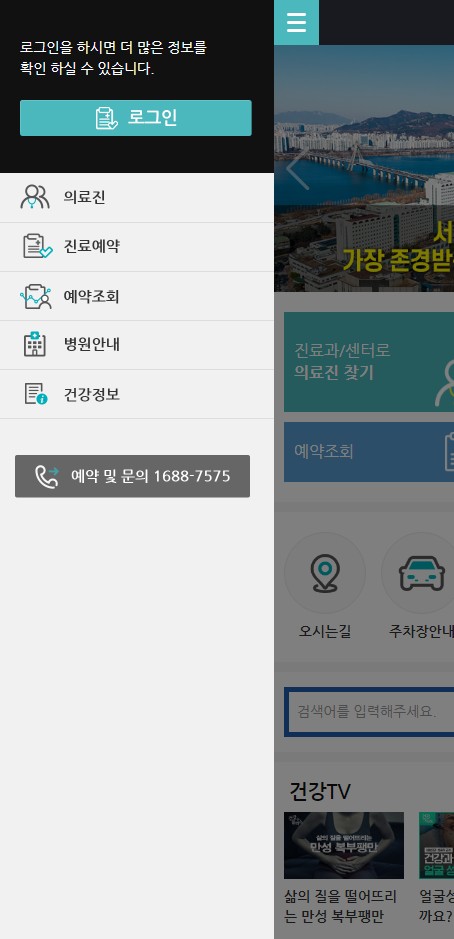 로그인을 하시면 더 많은 정보를
확인 하실 수 있습니다.
로그인
의료진
진료예약
예약조회
병원안내
건강정보
예약 및 문의 1688-7575
가장 존경받
진료과/센터로
의료진 찾기
예약조회
오시는길
주차장안내
검색어를 입력해주세요.
건강TV
삶의 질을 떨어뜨리는
만성 복부팽만
건강과
얼굴 성
삶의 질을 떨어뜨리
는 만성 복부팽만
얼굴성
까요?